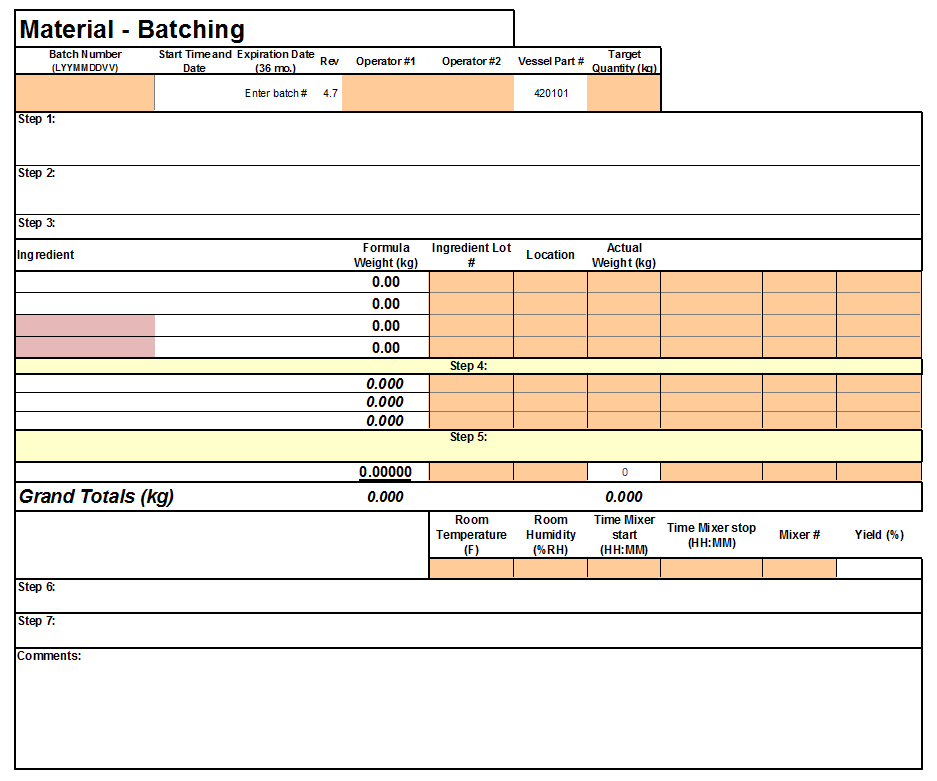 Material - Batching
Batch Number Start Time and Expiration Date Rev Operator #1 Operator #2 Vessel Part # Target
(LYYMMDDVV) Date (36 mo.) Quantity (kg)
Enter batch # 4.7 420101
Step 1:
Step 2:
Step 3:
Ingredient Formula Ingredient Lot Location Actual
Weight (kg) # Weight (kg)
0.00
0.00
0.00
0.00
Step 4:
0.000
0.000
0.000
Step 5:
0.00000 0
Grand Totals (kg) 0.000 0.000
Room Room Time Mixer Time Mixer stop Mixer # Yield (%)
Temperature Humidity start (HH:MM)
(F) (%RH) (HH:MM)
Step 6:
Step 7:
Comments: